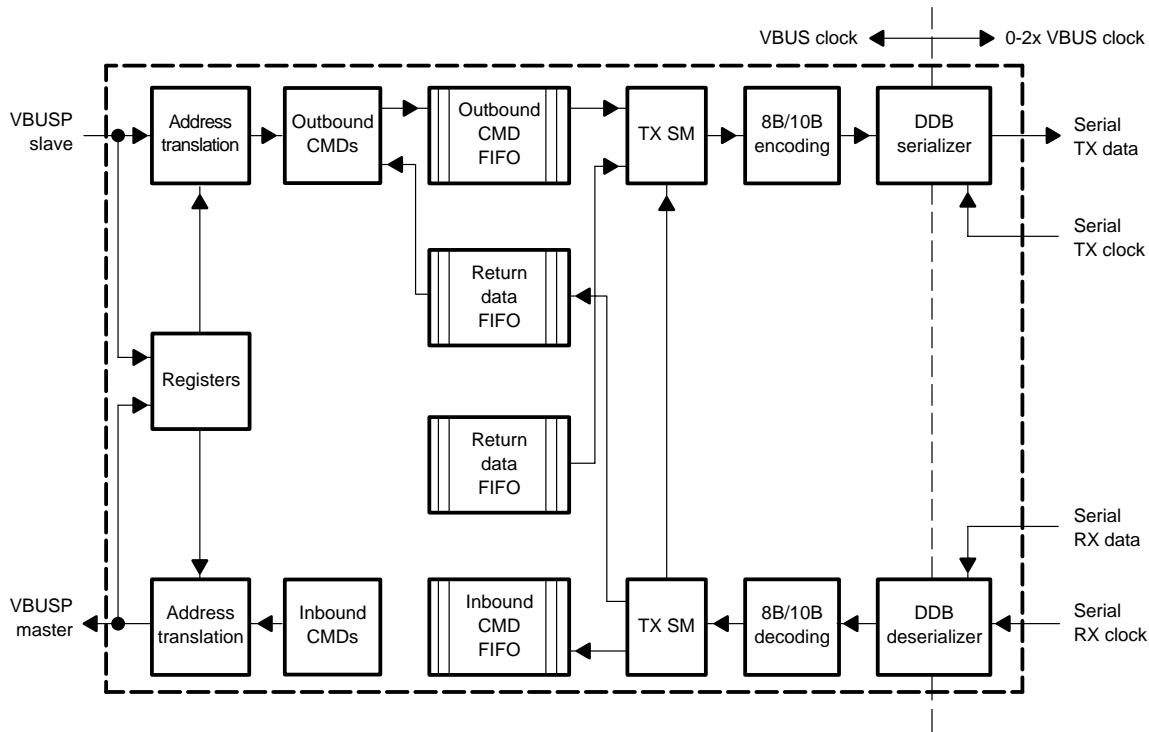 VBUS clock
0-2x VBUS clock
VBUSP
slave
Address
translation
Outbound
CMDs
Outbound
CMD
FIFO
TX SM
8B/10B
encoding
DDB
serializer
Serial
TX data
Serial
TX clock
Return
data
FIFO
Registers
Return
data
FIFO
Serial
RX data
VBUSP
master
Address
translation
Inbound
CMDs
Inbound
CMD
FIFO
TX SM
8B/10B
decoding
DDB
deserializer
Serial
RX clock